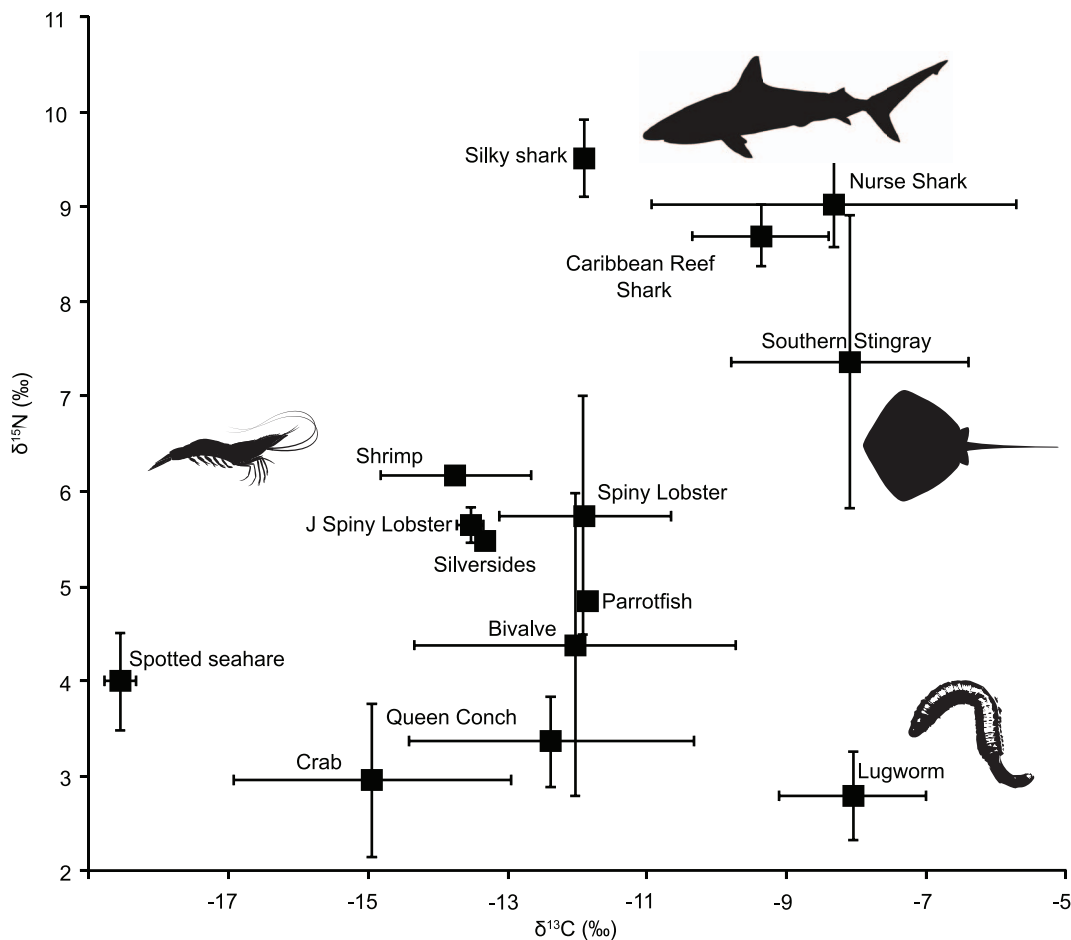 11
10
9
8
7
6
5
4
3
2
δ¹⁵N (‰)
Silky shark
Nurse Shark
Caribbean Reef
Shark
Southern Stingray
Shrimp
Spiny Lobster
J Spiny Lobster
Silversides
Parrotfish
Bivalve
Spotted seahare
Queen Conch
Crab
Lugworm
-17
-15
-13
-11
-9
-7
-5
δ¹³C (‰)